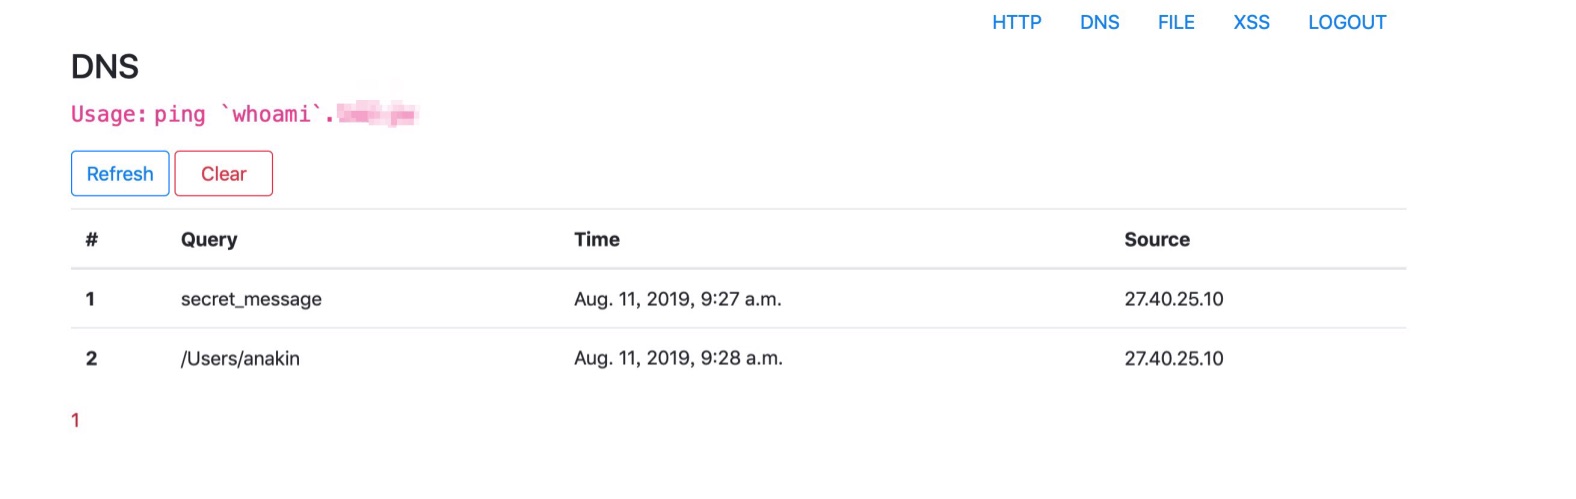 HTTP DNS FILE XSS LOGOUT
DNS
Usage: ping `whoami`.
Refresh Clear
# Query Time Source
1 secret_message Aug. 11, 2019, 9:27 a.m. 27.40.25.10
2 /Users/anakin Aug. 11, 2019, 9:28 a.m. 27.40.25.10
1